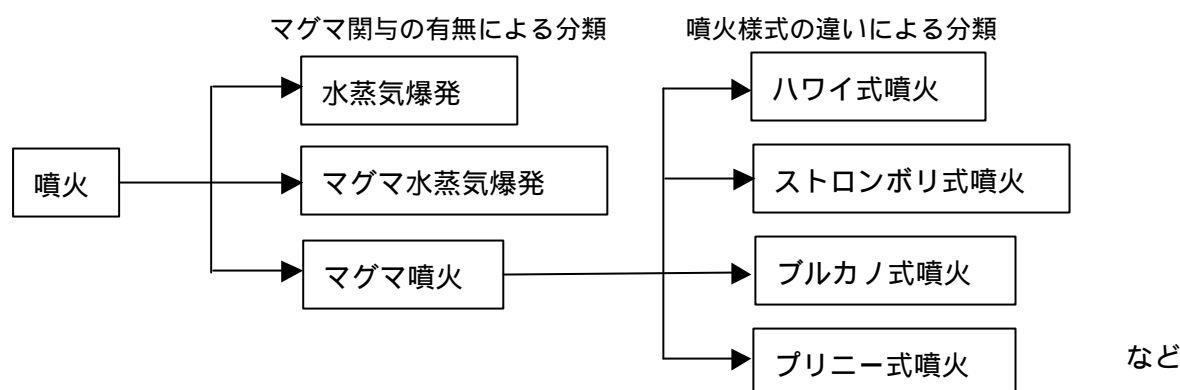 マグマ関与の有無による分類
噴火様式の違いによる分類
噴火
水蒸気爆発
マグマ水蒸気爆発
マグマ噴火
ハワイ式噴火
ストロンボリ式噴火
ブルカノ式噴火
プリニー式噴火
など